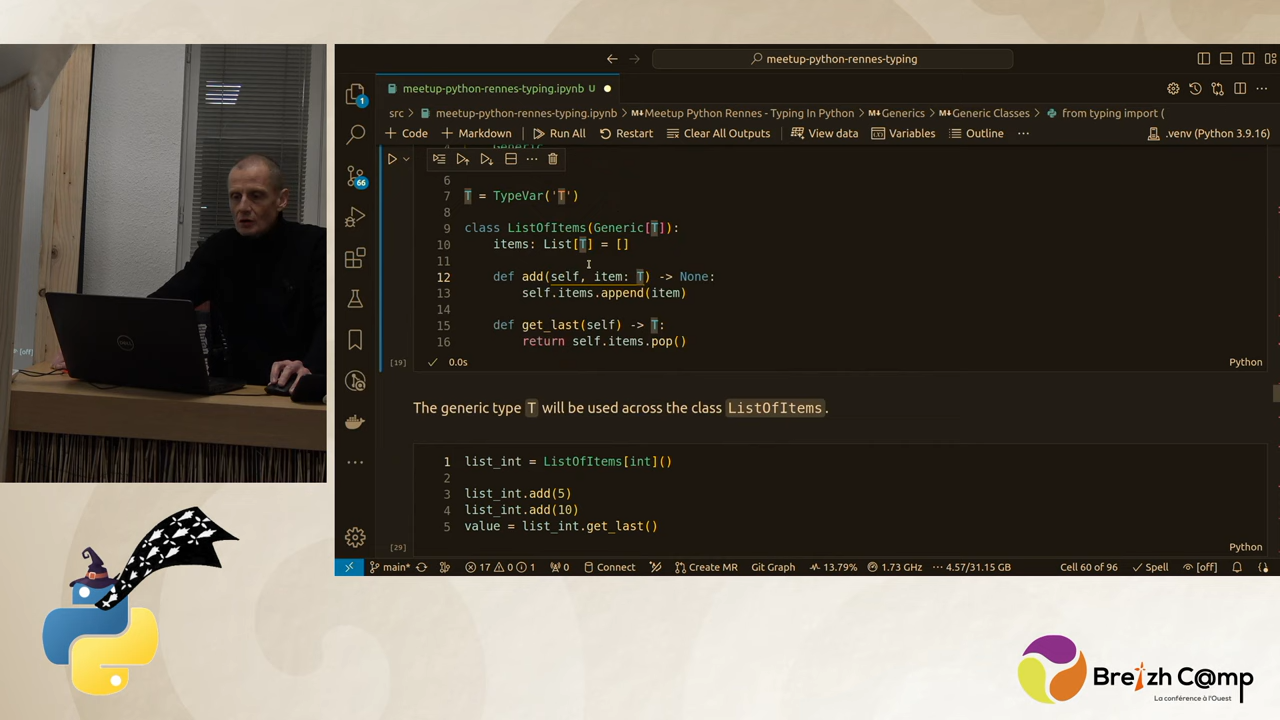 meetup-python-rennes-typing
meetup-python-rennes-typing.ipynb U
src > meetup-python-rennes-typing.ipynb > Meetup Python Rennes - Typing In Python > Generics > Generic Classes > from typing import (
+ Code + Markdown Run All Restart Clear All Outputs View data Variables Outline ... .venv (Python 3.9.16)
6
7 T = TypeVar('T')
8
9 class ListOfItems(Generic[T]):
10 items: List[T] = []
11
12 def add(self, item: T) -> None:
13 self.items.append(item)
14
15 def get_last(self) -> T:
16 return self.items.pop()
[19] 0.0s Python
The generic type T will be used across the class ListOfItems.
1 list_int = ListOfItems[int]()
2
3 list_int.add(5)
4 list_int.add(10)
5 value = list_int.get_last()
[29] Python
main* 17 0 1 0 Connect Create MR Git Graph 13.79% 1.73 GHz ... 4.57/31.15 GB Cell 60 of 96 Spell [off]
1
66
DELL
[off]
Breizh C@mp
La conférence à l'Ouest